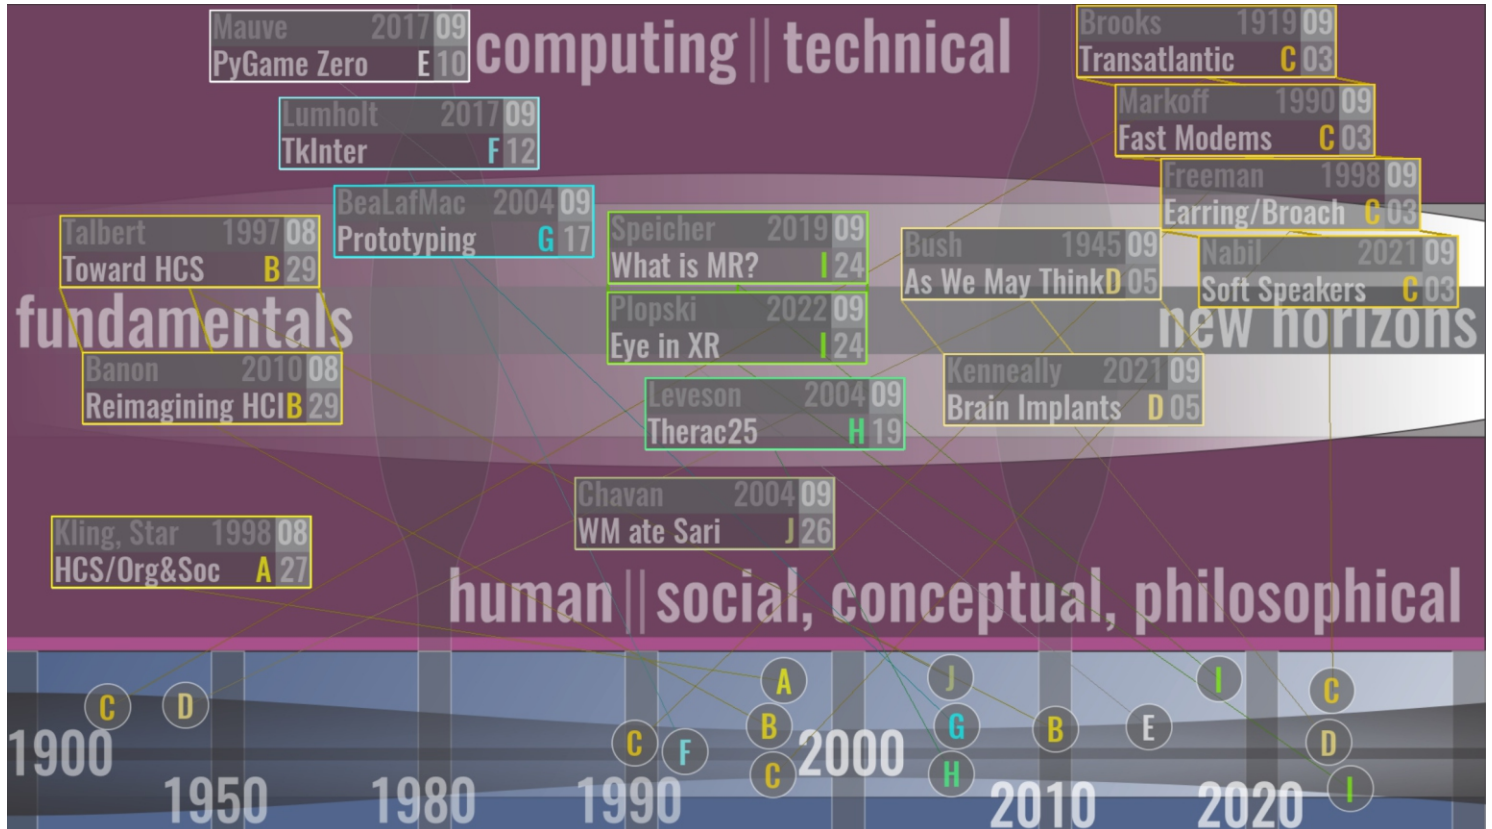 Mauve 2017 09
PyGame Zero E 10
computing || technical
Brooks 1919 09
Transatlantic C 03
Lumholt 2017 09
TkInter F 12
Markoff 1990 09
Fast Modems C 03
BeaLafMac 2004 09
Prototyping G 17
Freeman 1998 09
Earring/Broach C 03
Talbert 1997 08
Toward HCS B 29
Speicher 2019 09
What is MR? I 24
Bush 1945 09
As We May Think D 05
Nabil 2021 09
Soft Speakers C 03
fundamentals
new horizons
Plopski 2022 09
Eye in XR I 24
Banon 2010 08
Reimagining HCI B 29
Leveson 2004 09
Therac25 H 19
Kenneally 2021 09
Brain Implants D 05
Chavan 2004 09
WM ate Sari J 26
Kling, Star 1998 08
HCS/Org&Soc A 27
human || social, conceptual, philosophical
A J I C
C D B G B E
C F D
C H I
1900 2000
1950 1980 1990 2010 2020